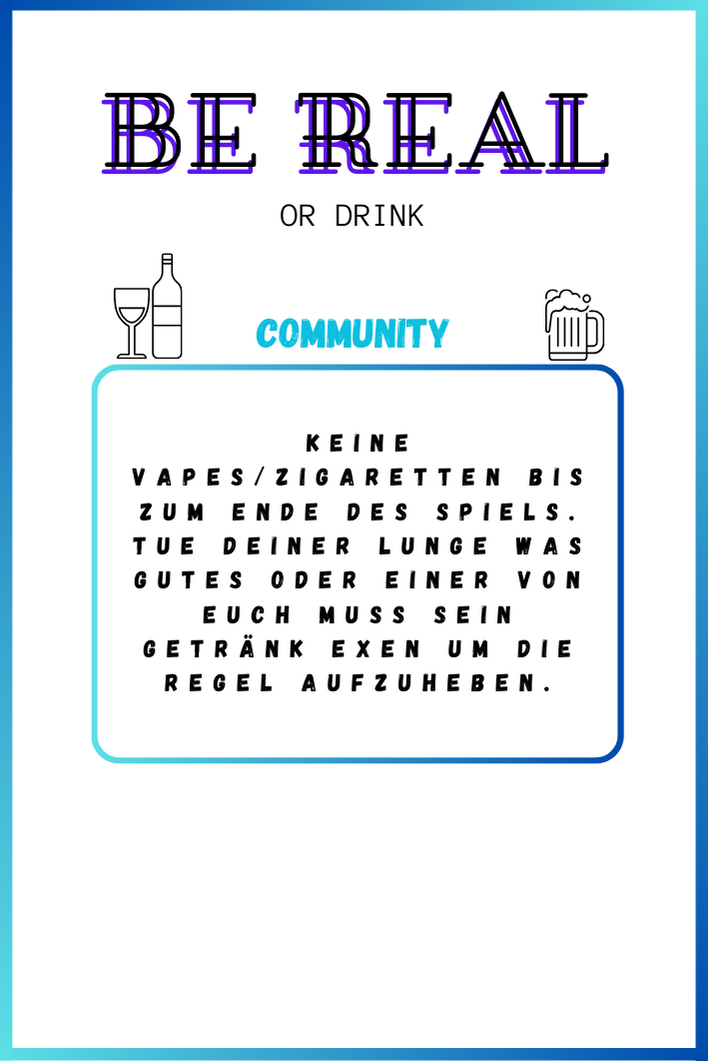 BE REAL
OR DRINK
COMMUNITY
KEINE
VAPES/ZIGARETTEN BIS
ZUM ENDE DES SPIELS.
TUE DEINER LUNGE WAS
GUTES ODER EINER VON
EUCH MUSS SEIN
GETRÄNK EXEN UM DIE
REGEL AUFZUHEBEN.